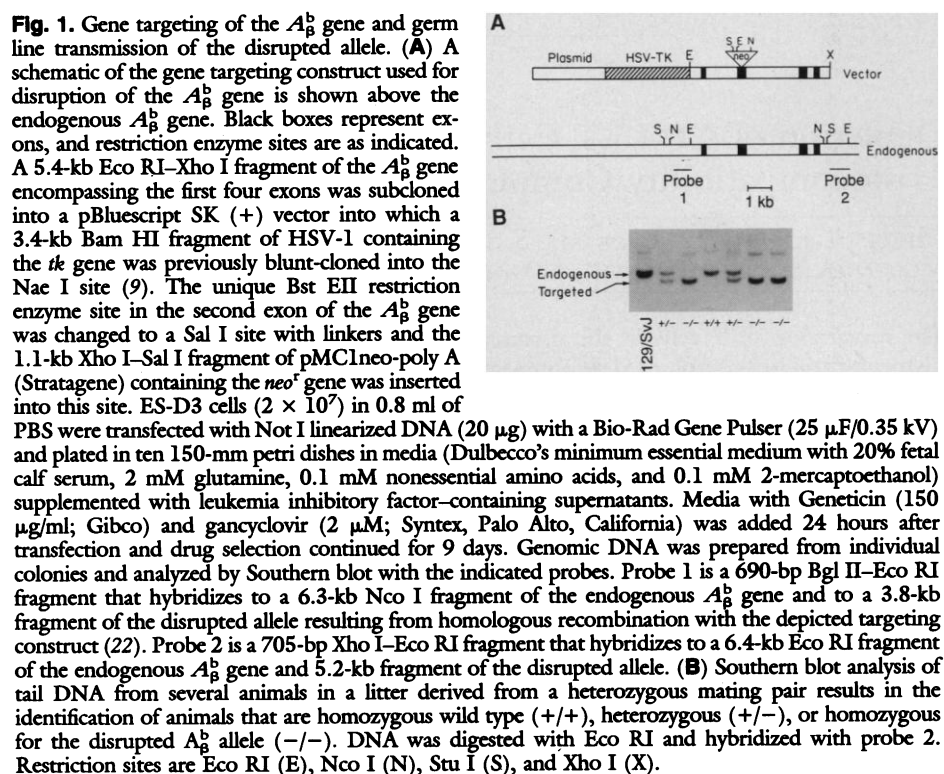 Fig. 1. Gene targeting of the A^b_β gene and germ
line transmission of the disrupted allele. (A) A
schematic of the gene targeting construct used for
disruption of the A^b_β gene is shown above the
endogenous A^b_β gene. Black boxes represent ex-
ons, and restriction enzyme sites are as indicated.
A 5.4-kb Eco RI–Xho I fragment of the A^b_β gene
encompassing the first four exons was subcloned
into a pBluescript SK (+) vector into which a
3.4-kb Bam HI fragment of HSV-1 containing
the tk gene was previously blunt-cloned into the
Nae I site (9). The unique Bst EII restriction
enzyme site in the second exon of the A^b_β gene
was changed to a Sal I site with linkers and the
1.1-kb Xho I–Sal I fragment of pMC1neo-poly A
(Stratagene) containing the neo^r gene was inserted
into this site. ES-D3 cells (2 × 10^7) in 0.8 ml of
PBS were transfected with Not I linearized DNA (20 μg) with a Bio-Rad Gene Pulser (25 μF/0.35 kV)
and plated in ten 150-mm petri dishes in media (Dulbecco's minimum essential medium with 20% fetal
calf serum, 2 mM glutamine, 0.1 mM nonessential amino acids, and 0.1 mM 2-mercaptoethanol)
supplemented with leukemia inhibitory factor–containing supernatants. Media with Geneticin (150
μg/ml; Gibco) and gancyclovir (2 μM; Syntex, Palo Alto, California) was added 24 hours after
transfection and drug selection continued for 9 days. Genomic DNA was prepared from individual
colonies and analyzed by Southern blot with the indicated probes. Probe 1 is a 690-bp Bgl II–Eco RI
fragment that hybridizes to a 6.3-kb Nco I fragment of the endogenous A^b_β gene and to a 3.8-kb
fragment of the disrupted allele resulting from homologous recombination with the depicted targeting
construct (22). Probe 2 is a 705-bp Xho I–Eco RI fragment that hybridizes to a 6.4-kb Eco RI fragment
of the endogenous A^b_β gene and 5.2-kb fragment of the disrupted allele. (B) Southern blot analysis of
tail DNA from several animals in a litter derived from a heterozygous mating pair results in the
identification of animals that are homozygous wild type (+/+), heterozygous (+/−), or homozygous
for the disrupted A^b_β allele (−/−). DNA was digested with Eco RI and hybridized with probe 2.
Restriction sites are Eco RI (E), Nco I (N), Stu I (S), and Xho I (X).
A
S E N
Plasmid HSV-TK E neo X
Vector
S N E N S E
Endogenous
Probe 1
1 kb
Probe 2
B
Endogenous
Targeted
129/SvJ +/− −/− +/+ +/− −/− −/−